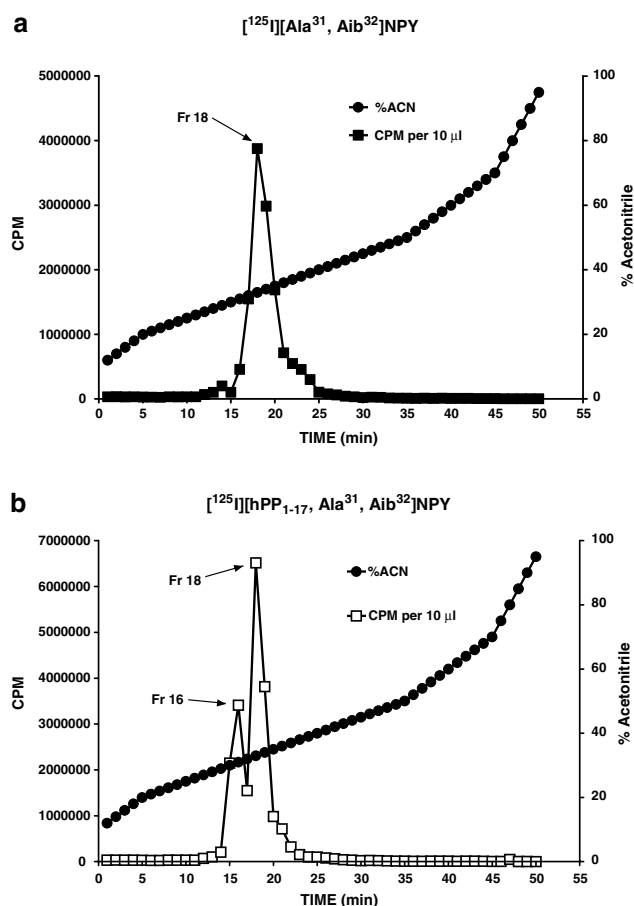 a
[¹²⁵I][Ala³¹, Aib³²]NPY
5000000
4000000
3000000
2000000
1000000
0
CPM
100
80
60
40
20
0
% Acetonitrile
Fr 18
%ACN
CPM per 10 μl
0 5 10 15 20 25 30 35 40 45 50 55
TIME (min)
b
[¹²⁵I][hPP₁₋₁₇, Ala³¹, Aib³²]NPY
7000000
6000000
5000000
4000000
3000000
2000000
1000000
0
CPM
100
80
60
40
20
0
% Acetonitrile
Fr 18
Fr 16
%ACN
CPM per 10 μl
0 5 10 15 20 25 30 35 40 45 50 55
TIME (min)